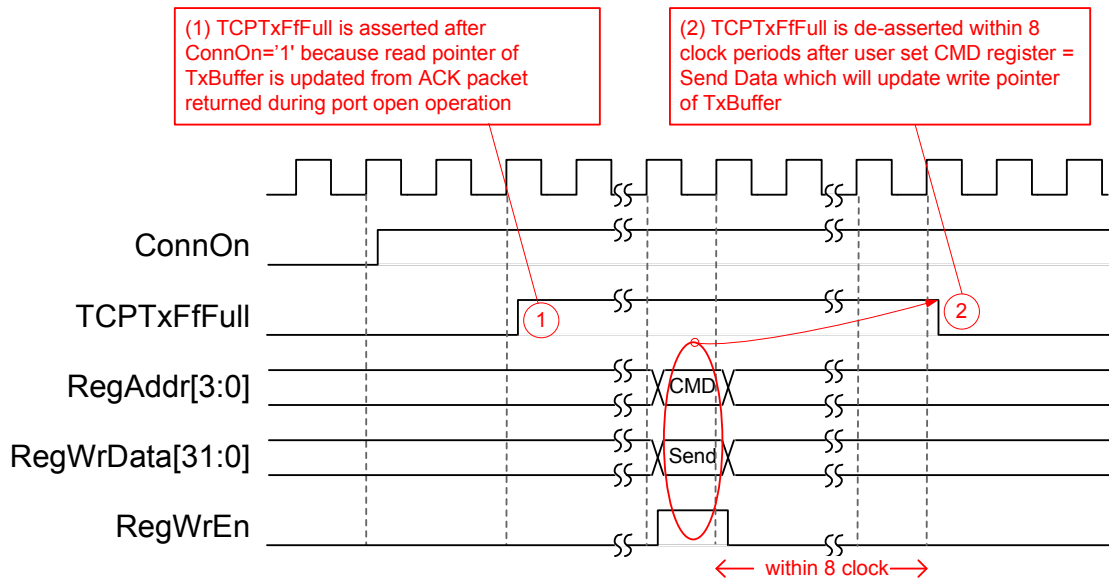 (1) TCPTxFfFull is asserted after
ConnOn='1' because read pointer of
TxBuffer is updated from ACK packet
returned during port open operation
(2) TCPTxFfFull is de-asserted within 8
clock periods after user set CMD register =
Send Data which will update write pointer
of TxBuffer
ConnOn
TCPTxFfFull
1
2
RegAddr[3:0]
CMD
RegWrData[31:0]
Send
RegWrEn
within 8 clock